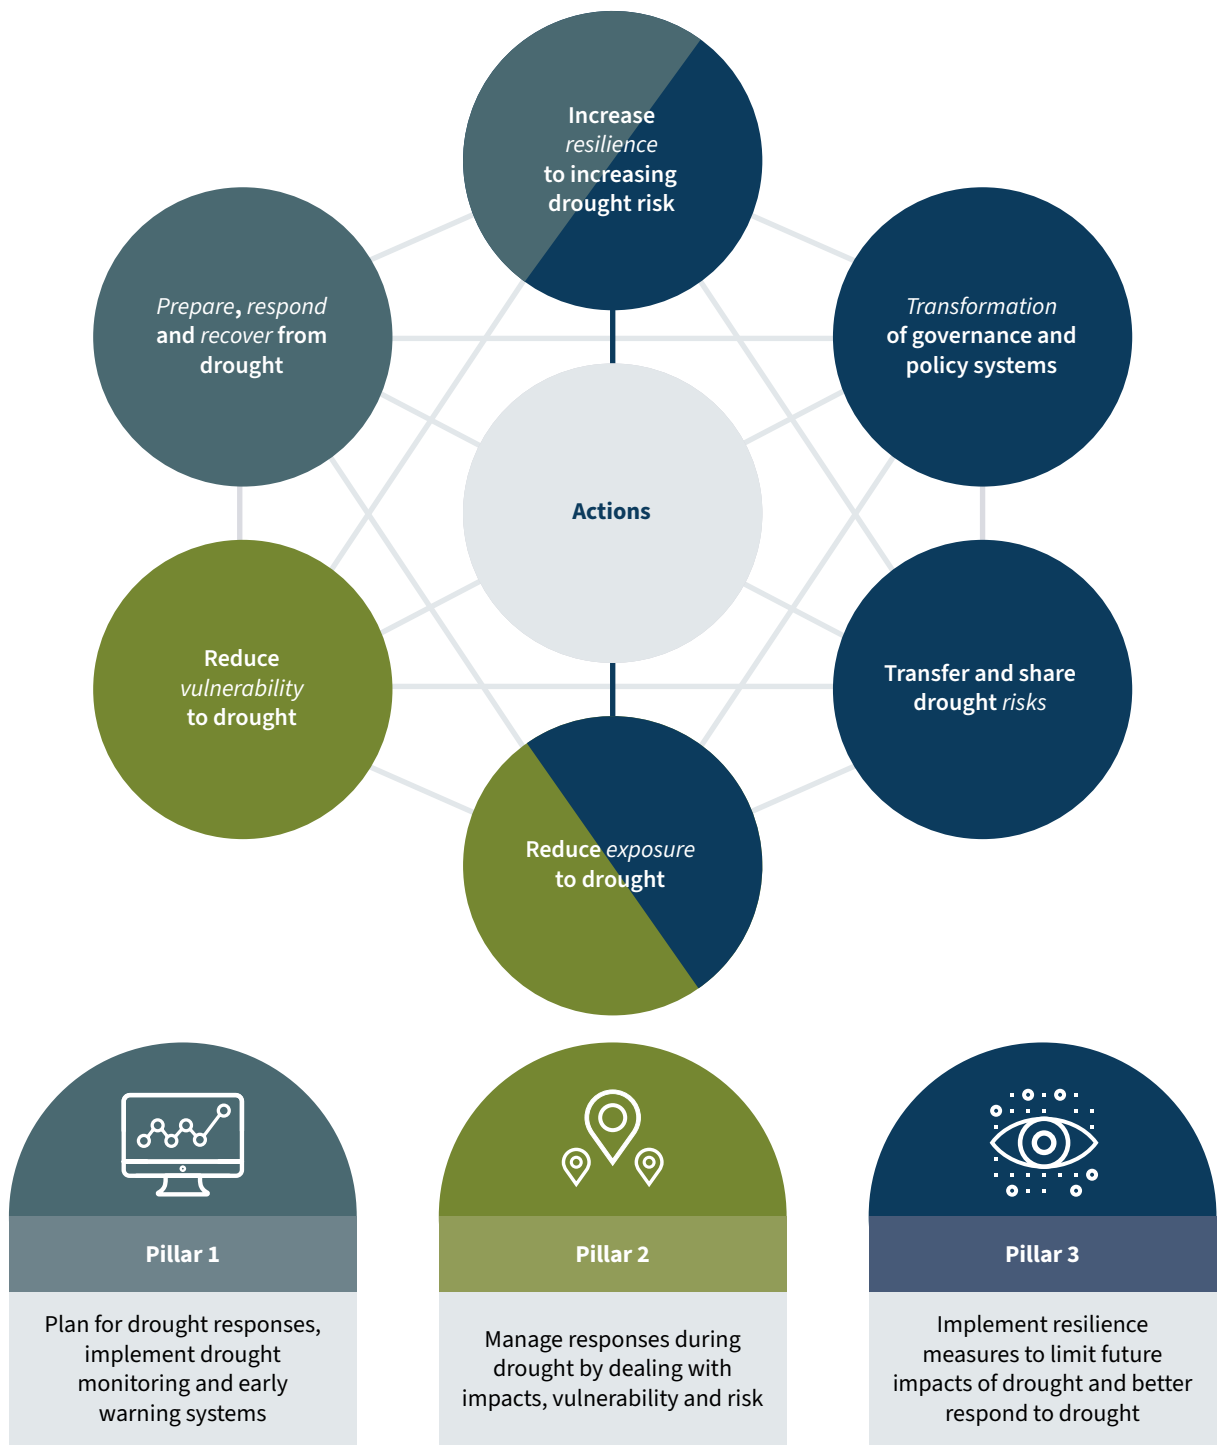 Increase
resilience
to increasing
drought risk
Prepare, respond
and recover from
drought
Transformation
of governance and
policy systems
Actions
Reduce
vulnerability
to drought
Transfer and share
drought risks
Reduce exposure
to drought
Pillar 1
Plan for drought responses,
implement drought
monitoring and early
warning systems
Pillar 2
Manage responses during
drought by dealing with
impacts, vulnerability and risk
Pillar 3
Implement resilience
measures to limit future
impacts of drought and better
respond to drought